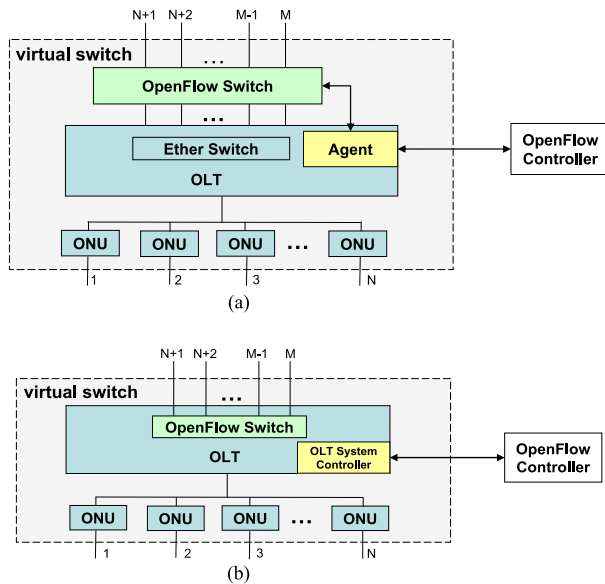 N+1 N+2 M-1 M
virtual switch
...
OpenFlow Switch
...
Ether Switch
Agent
OLT
OpenFlow
Controller
ONU ONU ONU ... ONU
1 2 3 N
(a)
N+1 N+2 M-1 M
virtual switch
...
OpenFlow Switch
OLT
OLT System
Controller
OpenFlow
Controller
ONU ONU ONU ... ONU
1 2 3 N
(b)